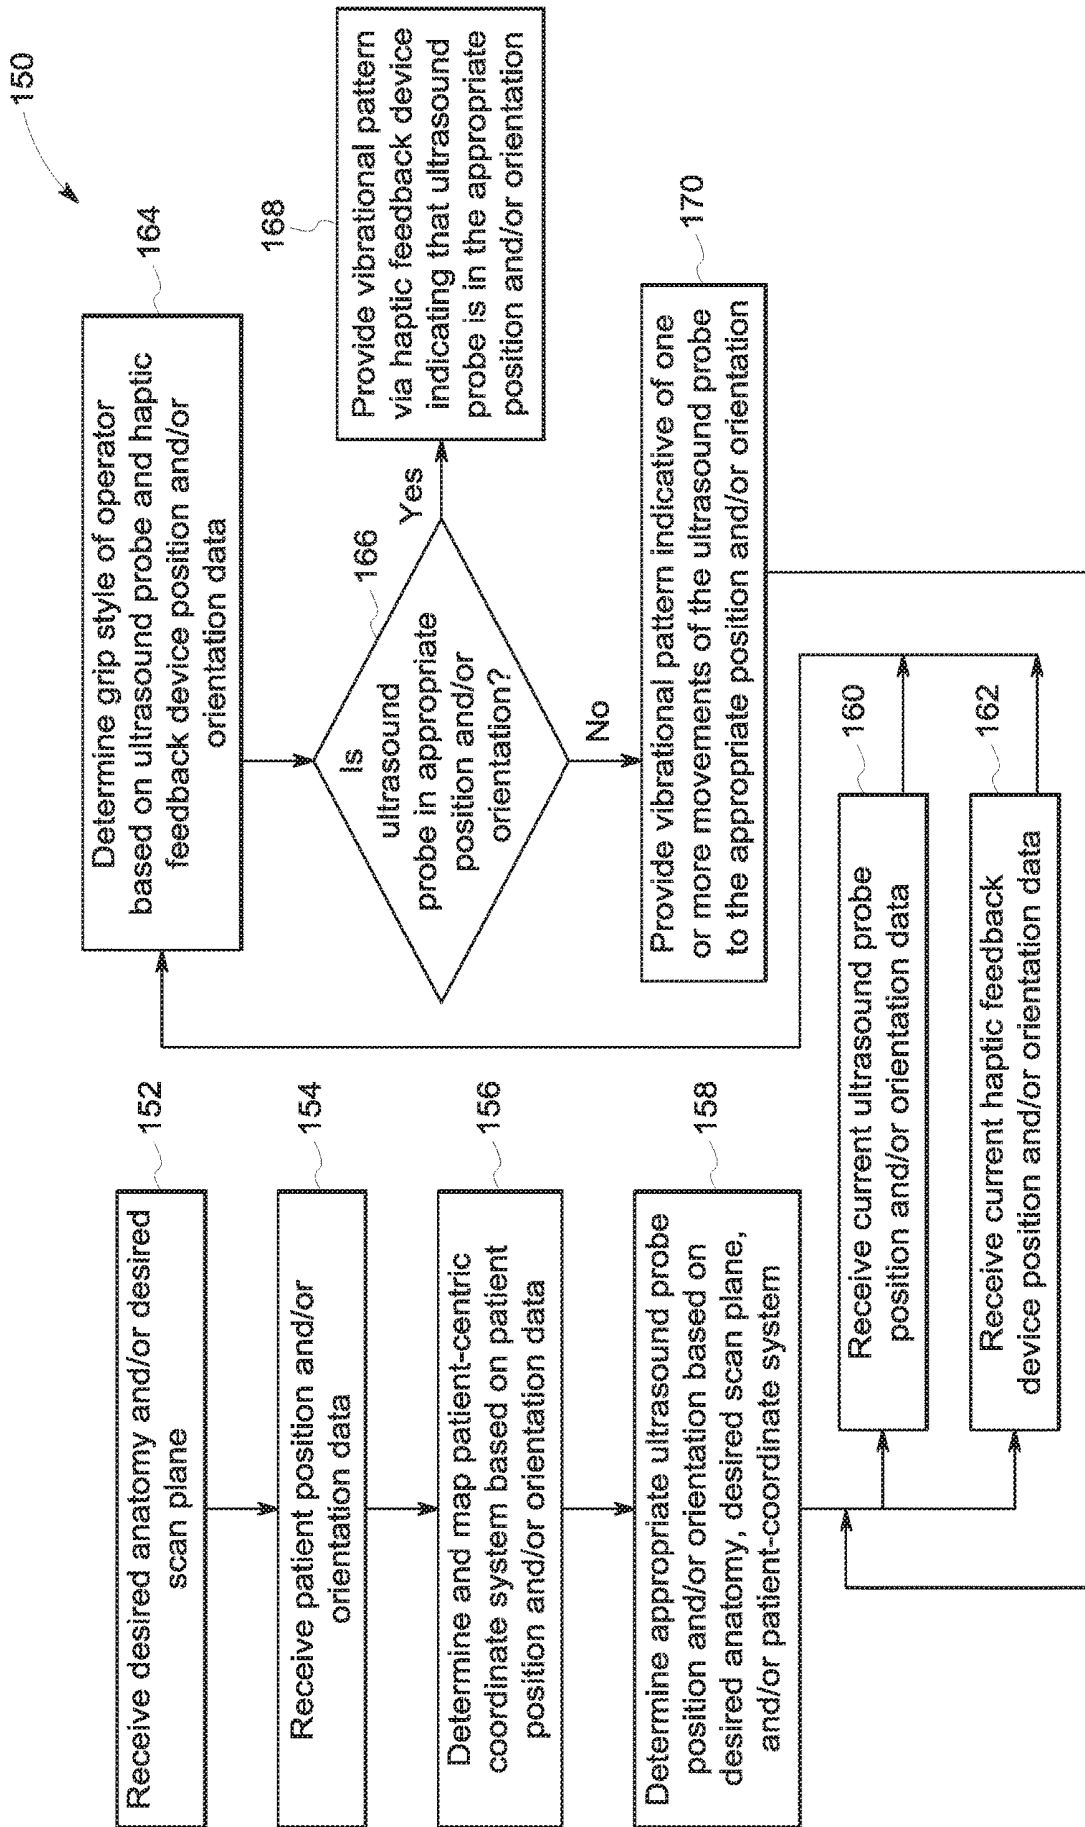 150
152
Receive desired anatomy and/or desired
scan plane
154
Receive patient position and/or
orientation data
156
Determine and map patient-centric
coordinate system based on patient
position and/or orientation data
158
Determine appropriate ultrasound probe
position and/or orientation based on
desired anatomy, desired scan plane,
and/or patient-coordinate system
160
Receive current ultrasound probe
position and/or orientation data
162
Receive current haptic feedback
device position and/or orientation data
164
Determine grip style of operator
based on ultrasound probe and haptic
feedback device position and/or
orientation data
166
Is
ultrasound
probe in appropriate
position and/or
orientation?
Yes
168
Provide vibrational pattern
via haptic feedback device
indicating that ultrasound
probe is in the appropriate
position and/or orientation
No
170
Provide vibrational pattern indicative of one
or more movements of the ultrasound probe
to the appropriate position and/or orientation